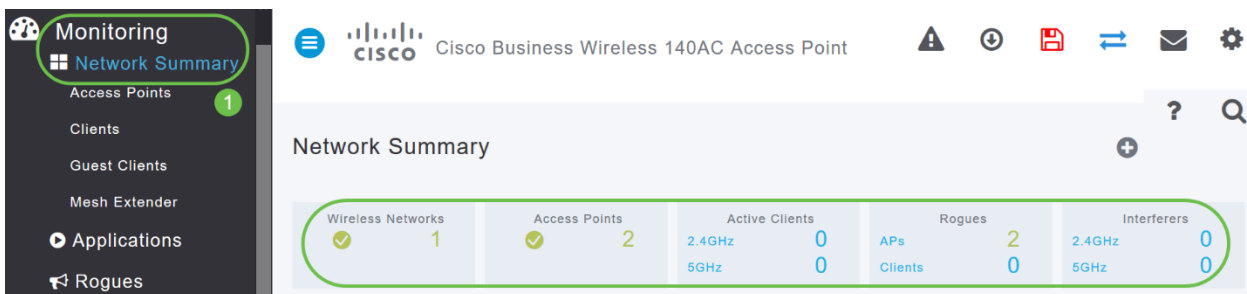 Monitoring
Network Summary
1
Access Points
Clients
Guest Clients
Mesh Extender
Applications
Rogues
CISCO Cisco Business Wireless 140AC Access Point
?
Network Summary
Wireless Networks
1
Access Points
2
Active Clients
2.4GHz 0
5GHz 0
Rogues
APs 2
Clients 0
Interferers
2.4GHz 0
5GHz 0